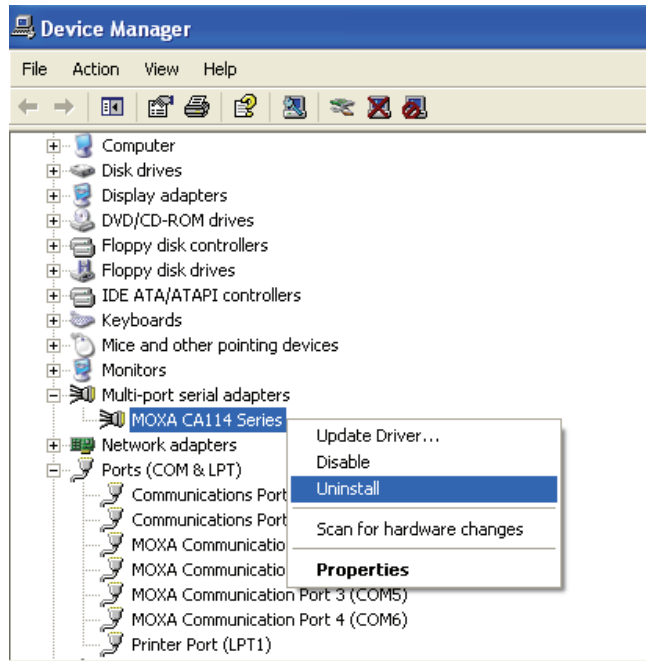 Device Manager
File Action View Help
Computer
Disk drives
Display adapters
DVD/CD-ROM drives
Floppy disk controllers
Floppy disk drives
IDE ATA/ATAPI controllers
Keyboards
Mice and other pointing devices
Monitors
Multi-port serial adapters
MOXA CA114 Series
Network adapters
Ports (COM & LPT)
Communications Port
Communications Port
MOXA Communicatio
MOXA Communicatio
MOXA Communication Port 3 (COM5)
MOXA Communication Port 4 (COM6)
Printer Port (LPT1)
Update Driver...
Disable
Uninstall
Scan for hardware changes
Properties